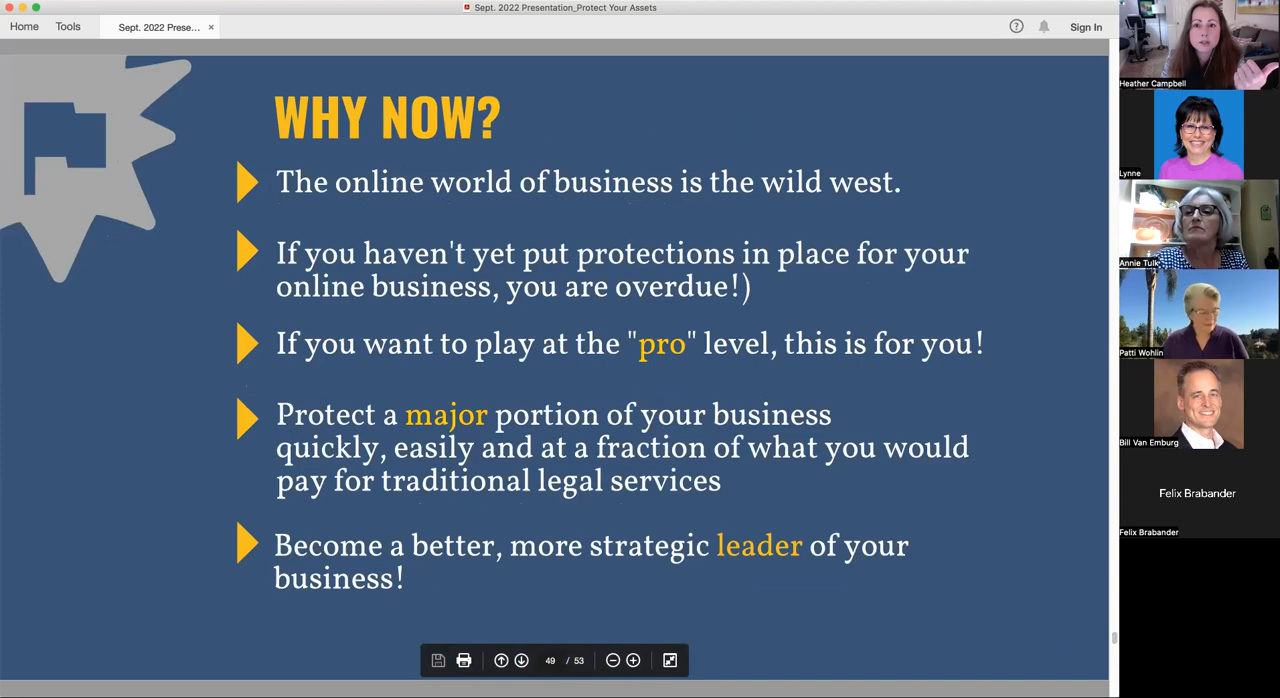 Sept. 2022 Presentation_Protect Your Assets
Home
Tools
Sept. 2022 Prese...
×
?
Sign In
WHY NOW?
The online world of business is the wild west.
If you haven't yet put protections in place for your
online business, you are overdue!)
If you want to play at the "pro" level, this is for you!
Protect a major portion of your business
quickly, easily and at a fraction of what you would
pay for traditional legal services
Become a better, more strategic leader of your
business!
49 / 53
Heather Campbell
Lynne
Annie Tulk
Patti Wohlin
Bill Van Emburg
Felix Brabander
Felix Brabander